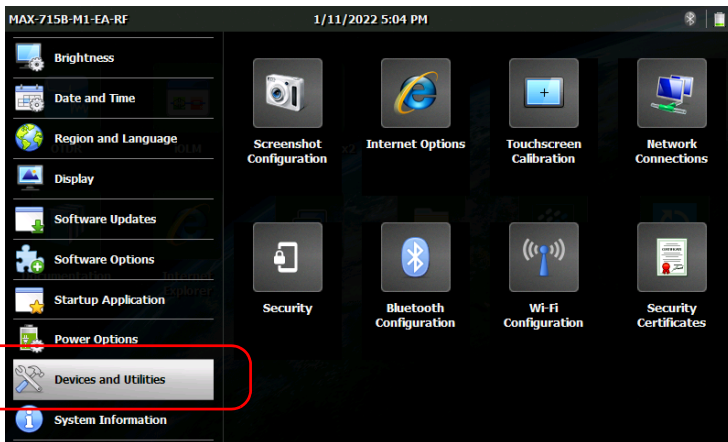 MAX-715B-M1-EA-RF
1/11/2022 5:04 PM
Brightness
Date and Time
Region and Language
Display
Software Updates
Software Options
Startup Application
Power Options
Devices and Utilities
System Information
Screenshot
Configuration
Internet Options
Touchscreen
Calibration
Network
Connections
Security
Bluetooth
Configuration
Wi-Fi
Configuration
Security
Certificates